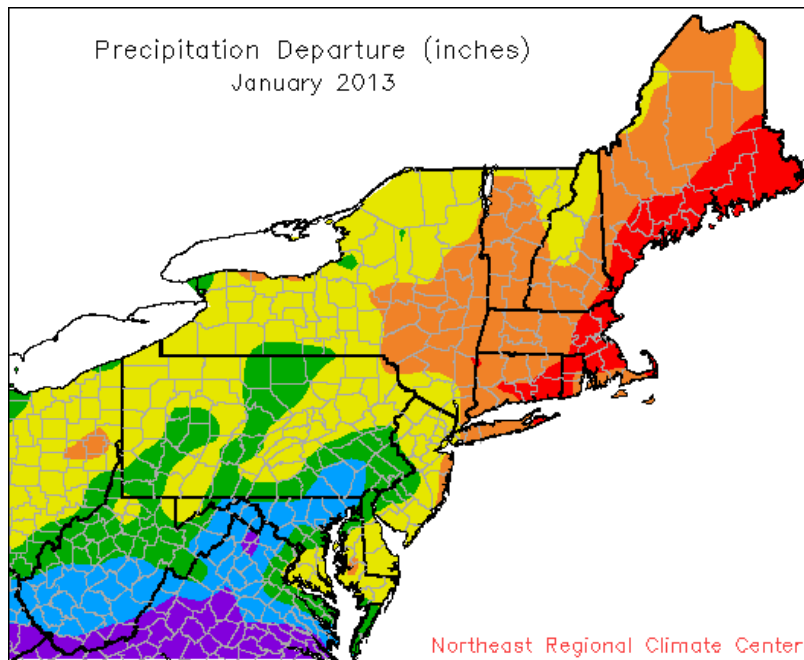 Precipitation Departure (inches)
January 2013
Northeast Regional Climate Center